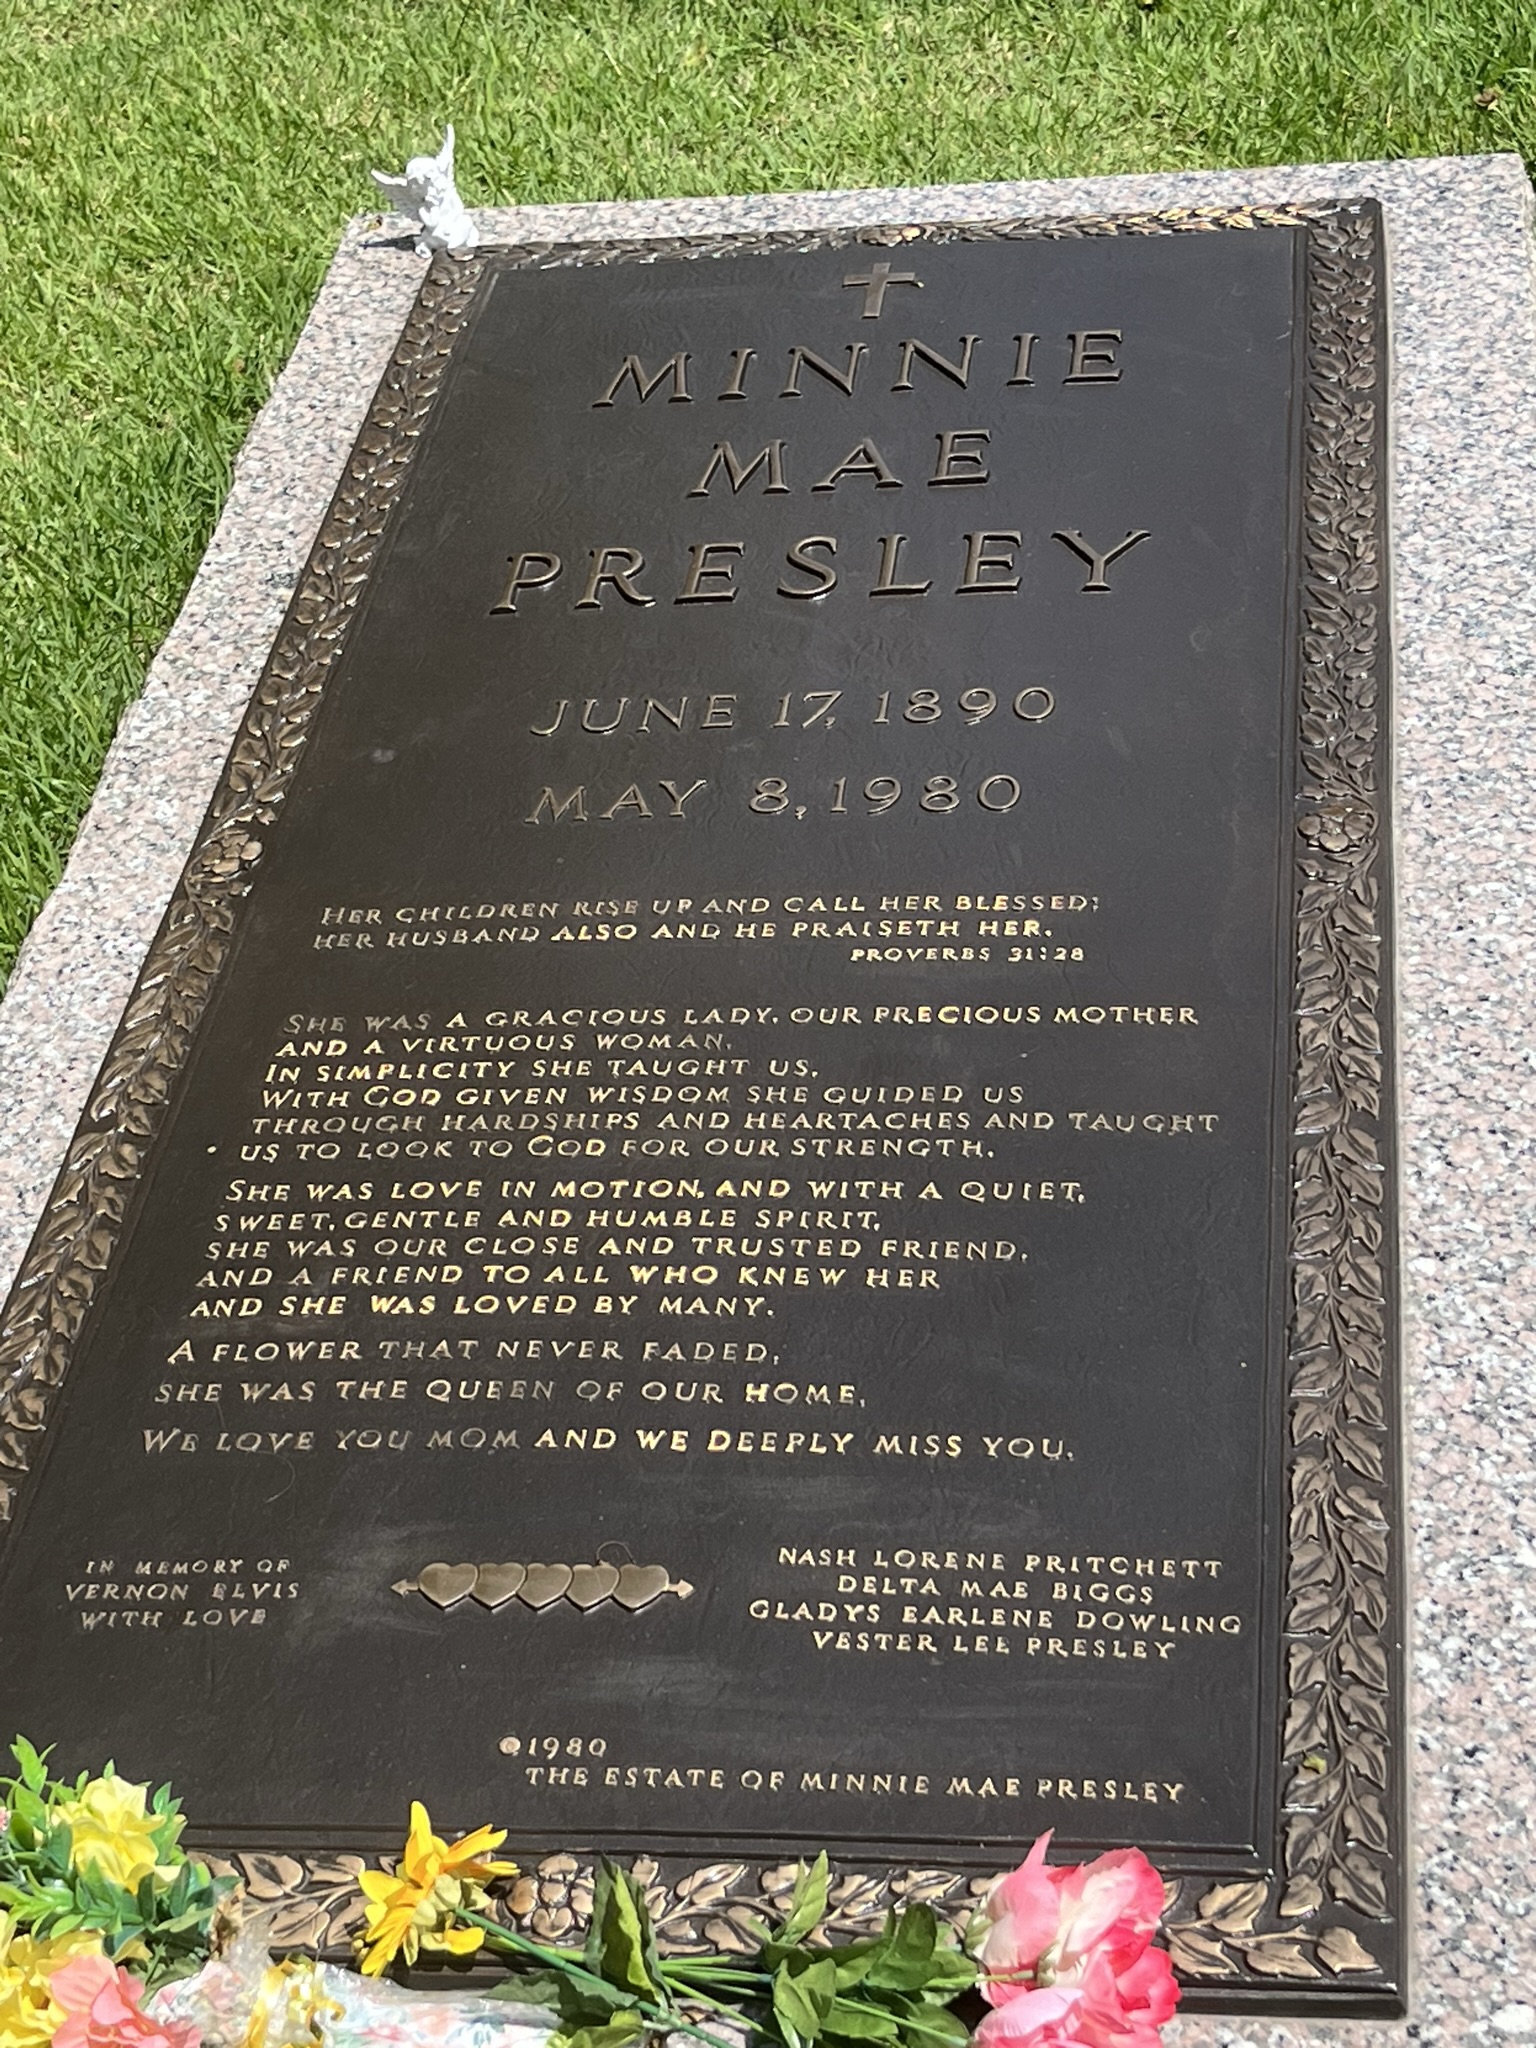 MINNIE
MAE
PRESLEY
JUNE 17, 1890
MAY 8, 1980
HER CHILDREN RISE UP AND CALL HER BLESSED;
HER HUSBAND ALSO AND HE PRAISETH HER.
PROVERBS 31:28
SHE WAS A GRACIOUS LADY, OUR PRECIOUS MOTHER
AND A VIRTUOUS WOMAN.
IN SIMPLICITY SHE TAUGHT US,
WITH GOD GIVEN WISDOM SHE GUIDED US
THROUGH HARDSHIPS AND HEARTACHES AND TAUGHT
US TO LOOK TO GOD FOR OUR STRENGTH.
SHE WAS LOVE IN MOTION, AND WITH A QUIET,
SWEET, GENTLE AND HUMBLE SPIRIT,
SHE WAS OUR CLOSE AND TRUSTED FRIEND,
AND A FRIEND TO ALL WHO KNEW HER
AND SHE WAS LOVED BY MANY.
A FLOWER THAT NEVER FADED,
SHE WAS THE QUEEN OF OUR HOME,
WE LOVE YOU MOM AND WE DEEPLY MISS YOU.
IN MEMORY OF
VERNON ELVIS
WITH LOVE
NASH LORENE PRITCHETT
DELTA MAE BIGGS
GLADYS EARLENE DOWLING
VESTER LEE PRESLEY
©1980
THE ESTATE OF MINNIE MAE PRESLEY